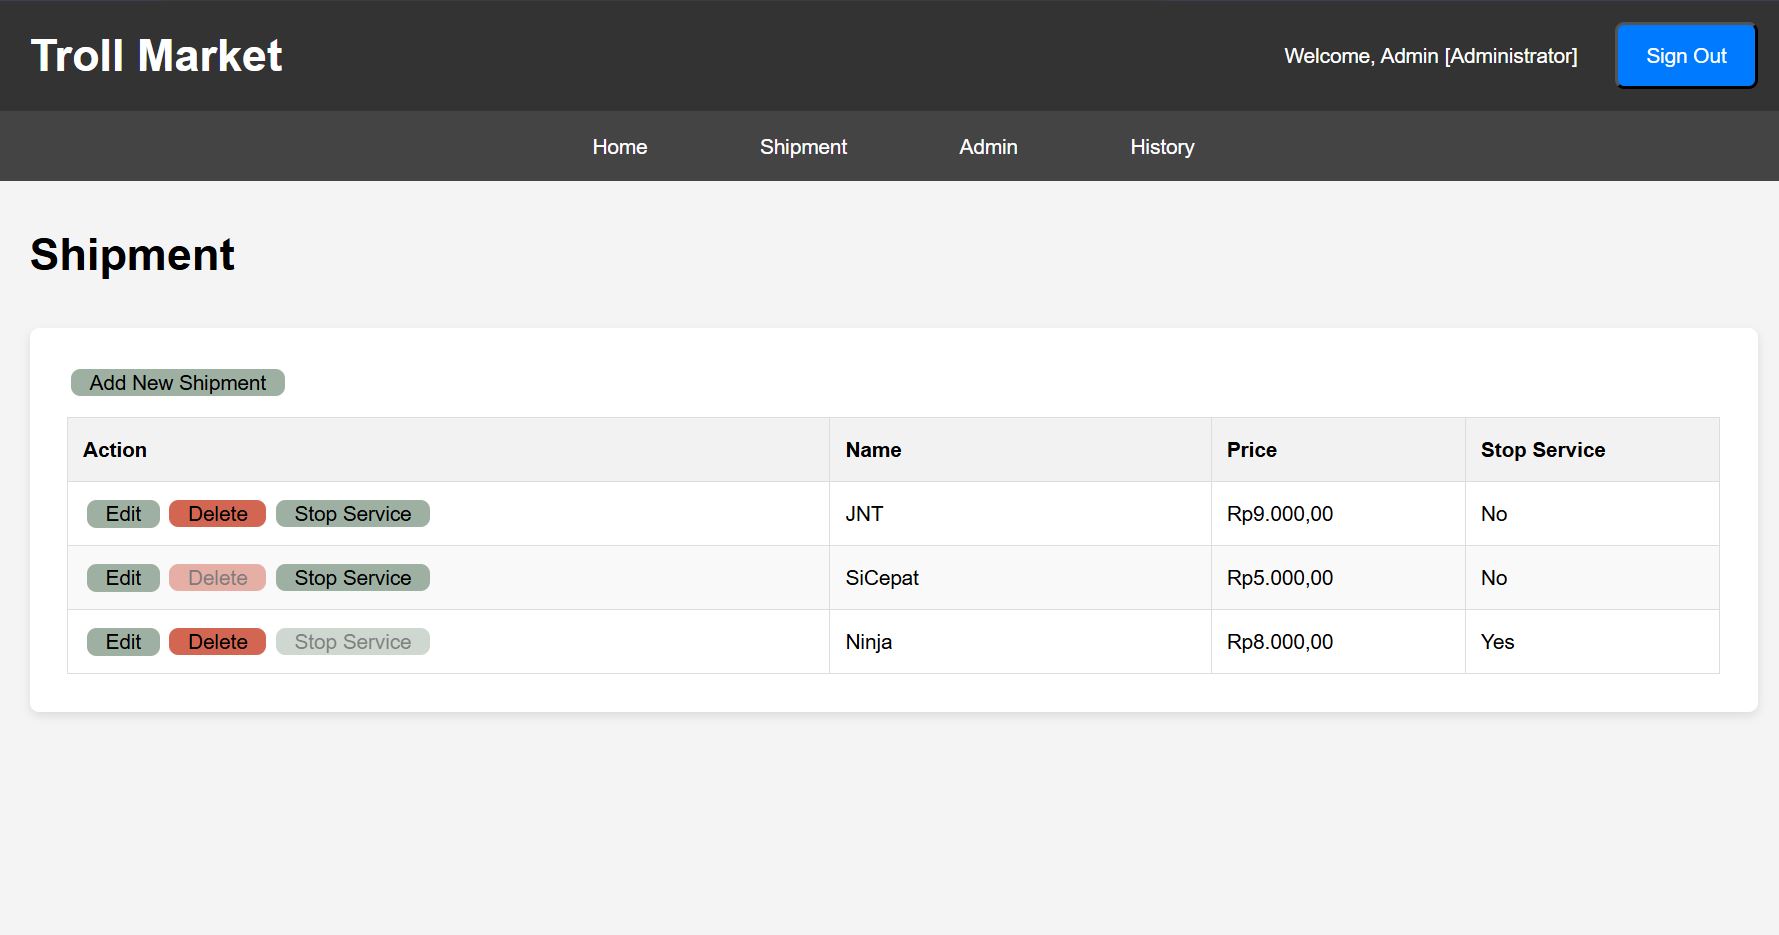 Troll Market
Welcome, Admin [Administrator] Sign Out
Home Shipment Admin History
Shipment
Add New Shipment
Action Name Price Stop Service
Edit Delete Stop Service JNT Rp9.000,00 No
Edit Delete Stop Service SiCepat Rp5.000,00 No
Edit Delete Stop Service Ninja Rp8.000,00 Yes